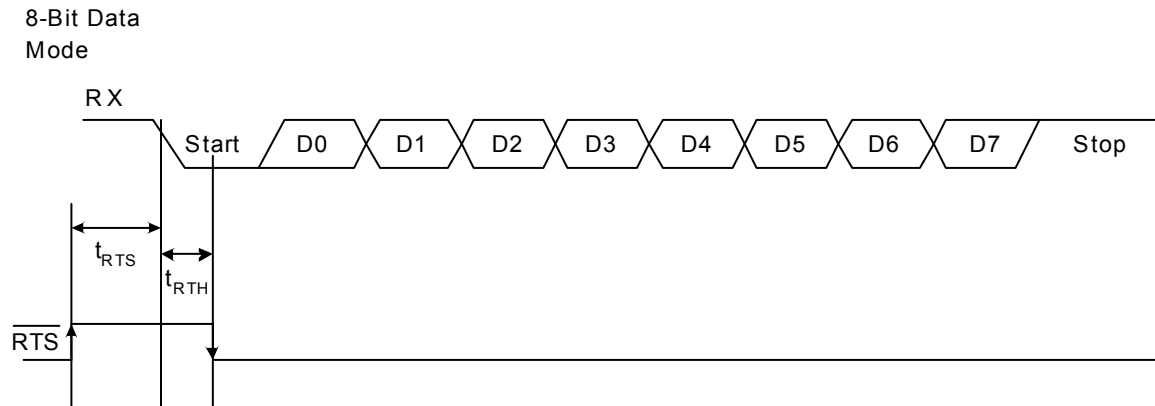 8-Bit Data
Mode
RX
Start D0 D1 D2 D3 D4 D5 D6 D7 Stop
tRTS
tRTH
RTS